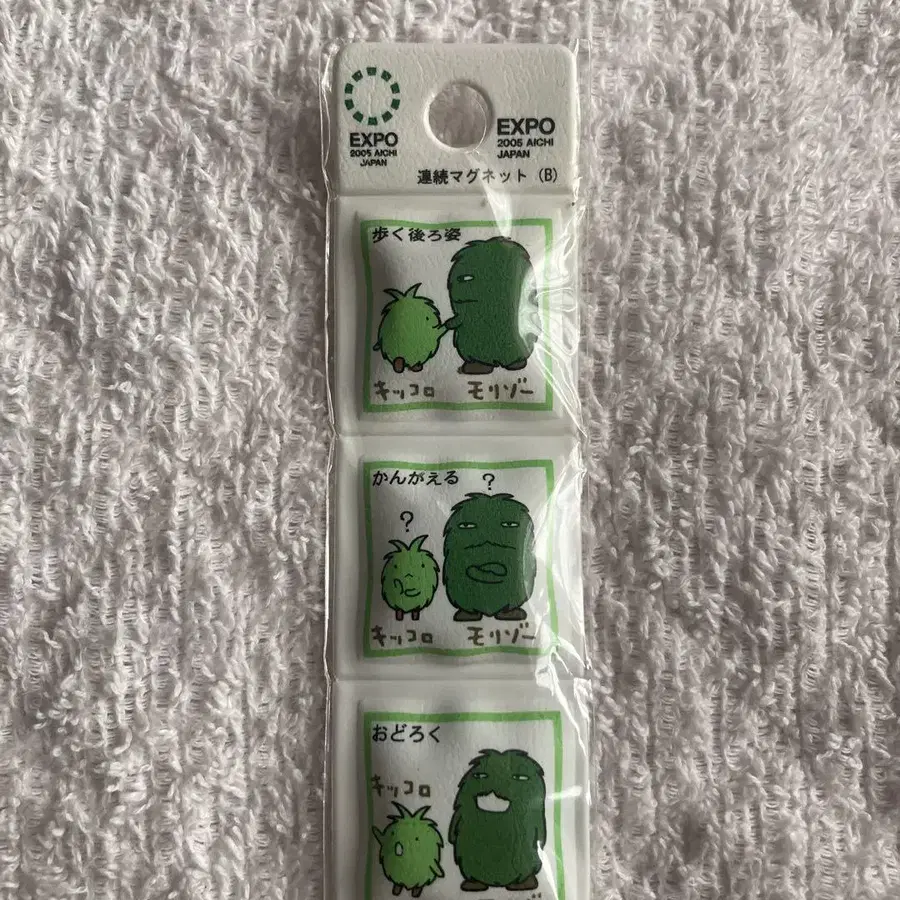 EXPO
2005 AICHI
JAPAN
EXPO
2005 AICHI
JAPAN
連続マグネット (B)
歩く後ろ姿
キッコロ モリゾー
かんがえる
?
?
キッコロ モリゾー
おどろく
キッコロ